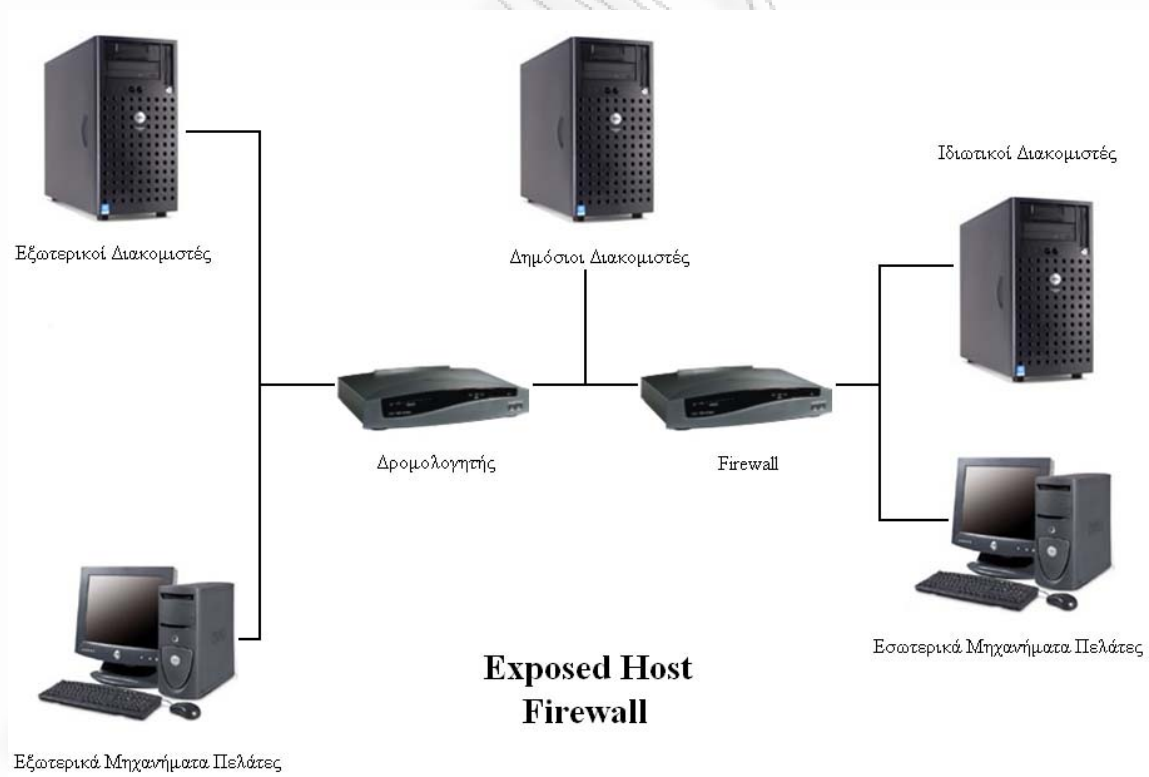 Ιδιωτικοί Διακομιστές
Εξωτερικοί Διακομιστές
Δημόσιοι Διακομιστές
Δρομολογητής
Firewall
Εσωτερικά Μηχανήματα Πελάτες
Exposed Host
Firewall
Εξωτερικά Μηχανήματα Πελάτες